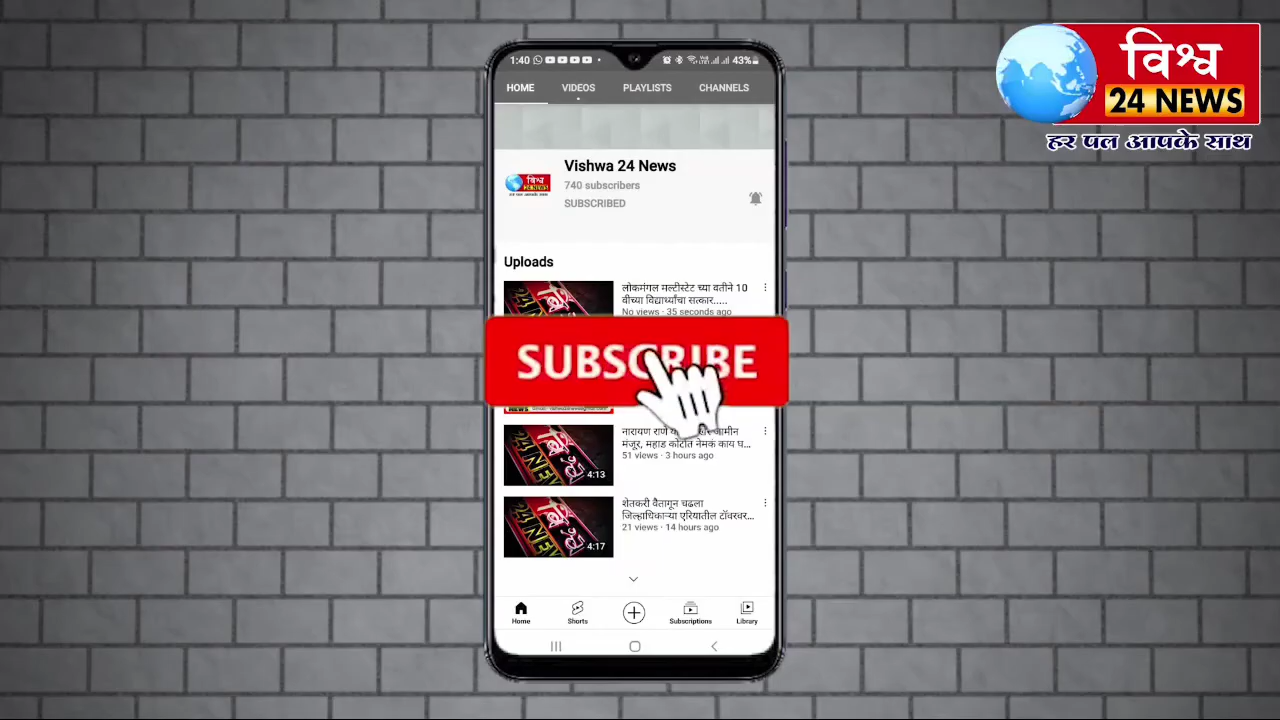 1:40
43%
HOME VIDEOS PLAYLISTS CHANNELS
Vishwa 24 News
740 subscribers
SUBSCRIBED
Uploads
लोकमंगल मल्टीस्टेट च्या वतीने 10
वीच्या विद्यार्थ्यांचा सत्कार.....
No views · 35 seconds ago
SUBSCRIBE
NEWS
नारायण राणे जामीन
मंजूर, महाड कोर्टात नेमकं काय घ...
51 views · 3 hours ago
4:13
शेतकरी वैतागून चढला
जिल्हाधिकाऱ्या एरियातील टॉवरवर...
21 views · 14 hours ago
4:17
Home Shorts Subscriptions Library
विश्व
24 NEWS
हर पल आपके साथ